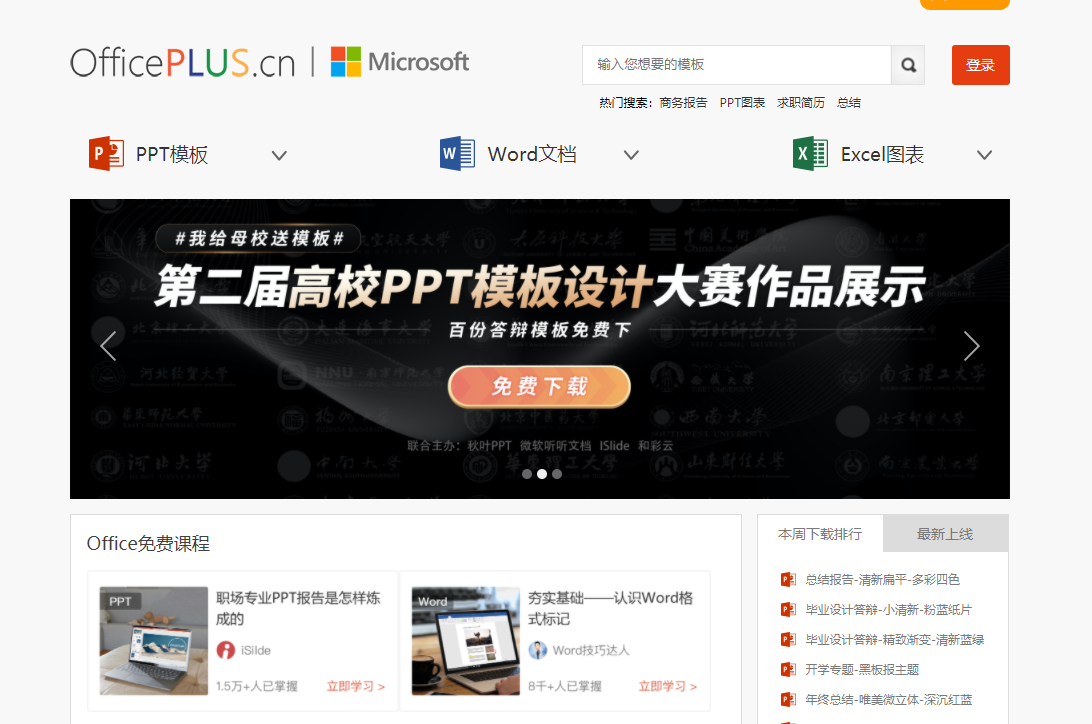 OfficePLUS.cn | Microsoft
输入您想要的模板
登录
热门搜索: 商务报告 PPT图表 求职简历 总结
PPT模板
Word文档
Excel图表
#我给母校送模板#
第二届高校PPT模板设计大赛作品展示
百份答辩模板免费下
免费下载
联合主办：秋叶PPT 微软听听文档 ISlide 和彩云
Office免费课程
PPT
职场专业PPT报告是怎样炼
成的
iSilde
1.5万+人已掌握
立即学习 >
Word
夯实基础——认识Word格
式标记
Word技巧达人
8千+人已掌握
立即学习 >
本周下载排行
最新上线
总结报告-清新扁平-多彩四色
毕业设计答辩-小清新-粉蓝纸片
毕业设计答辩-精致渐变-清新蓝绿
开学专题-黑板报主题
年终总结-唯美微立体-深沉红蓝